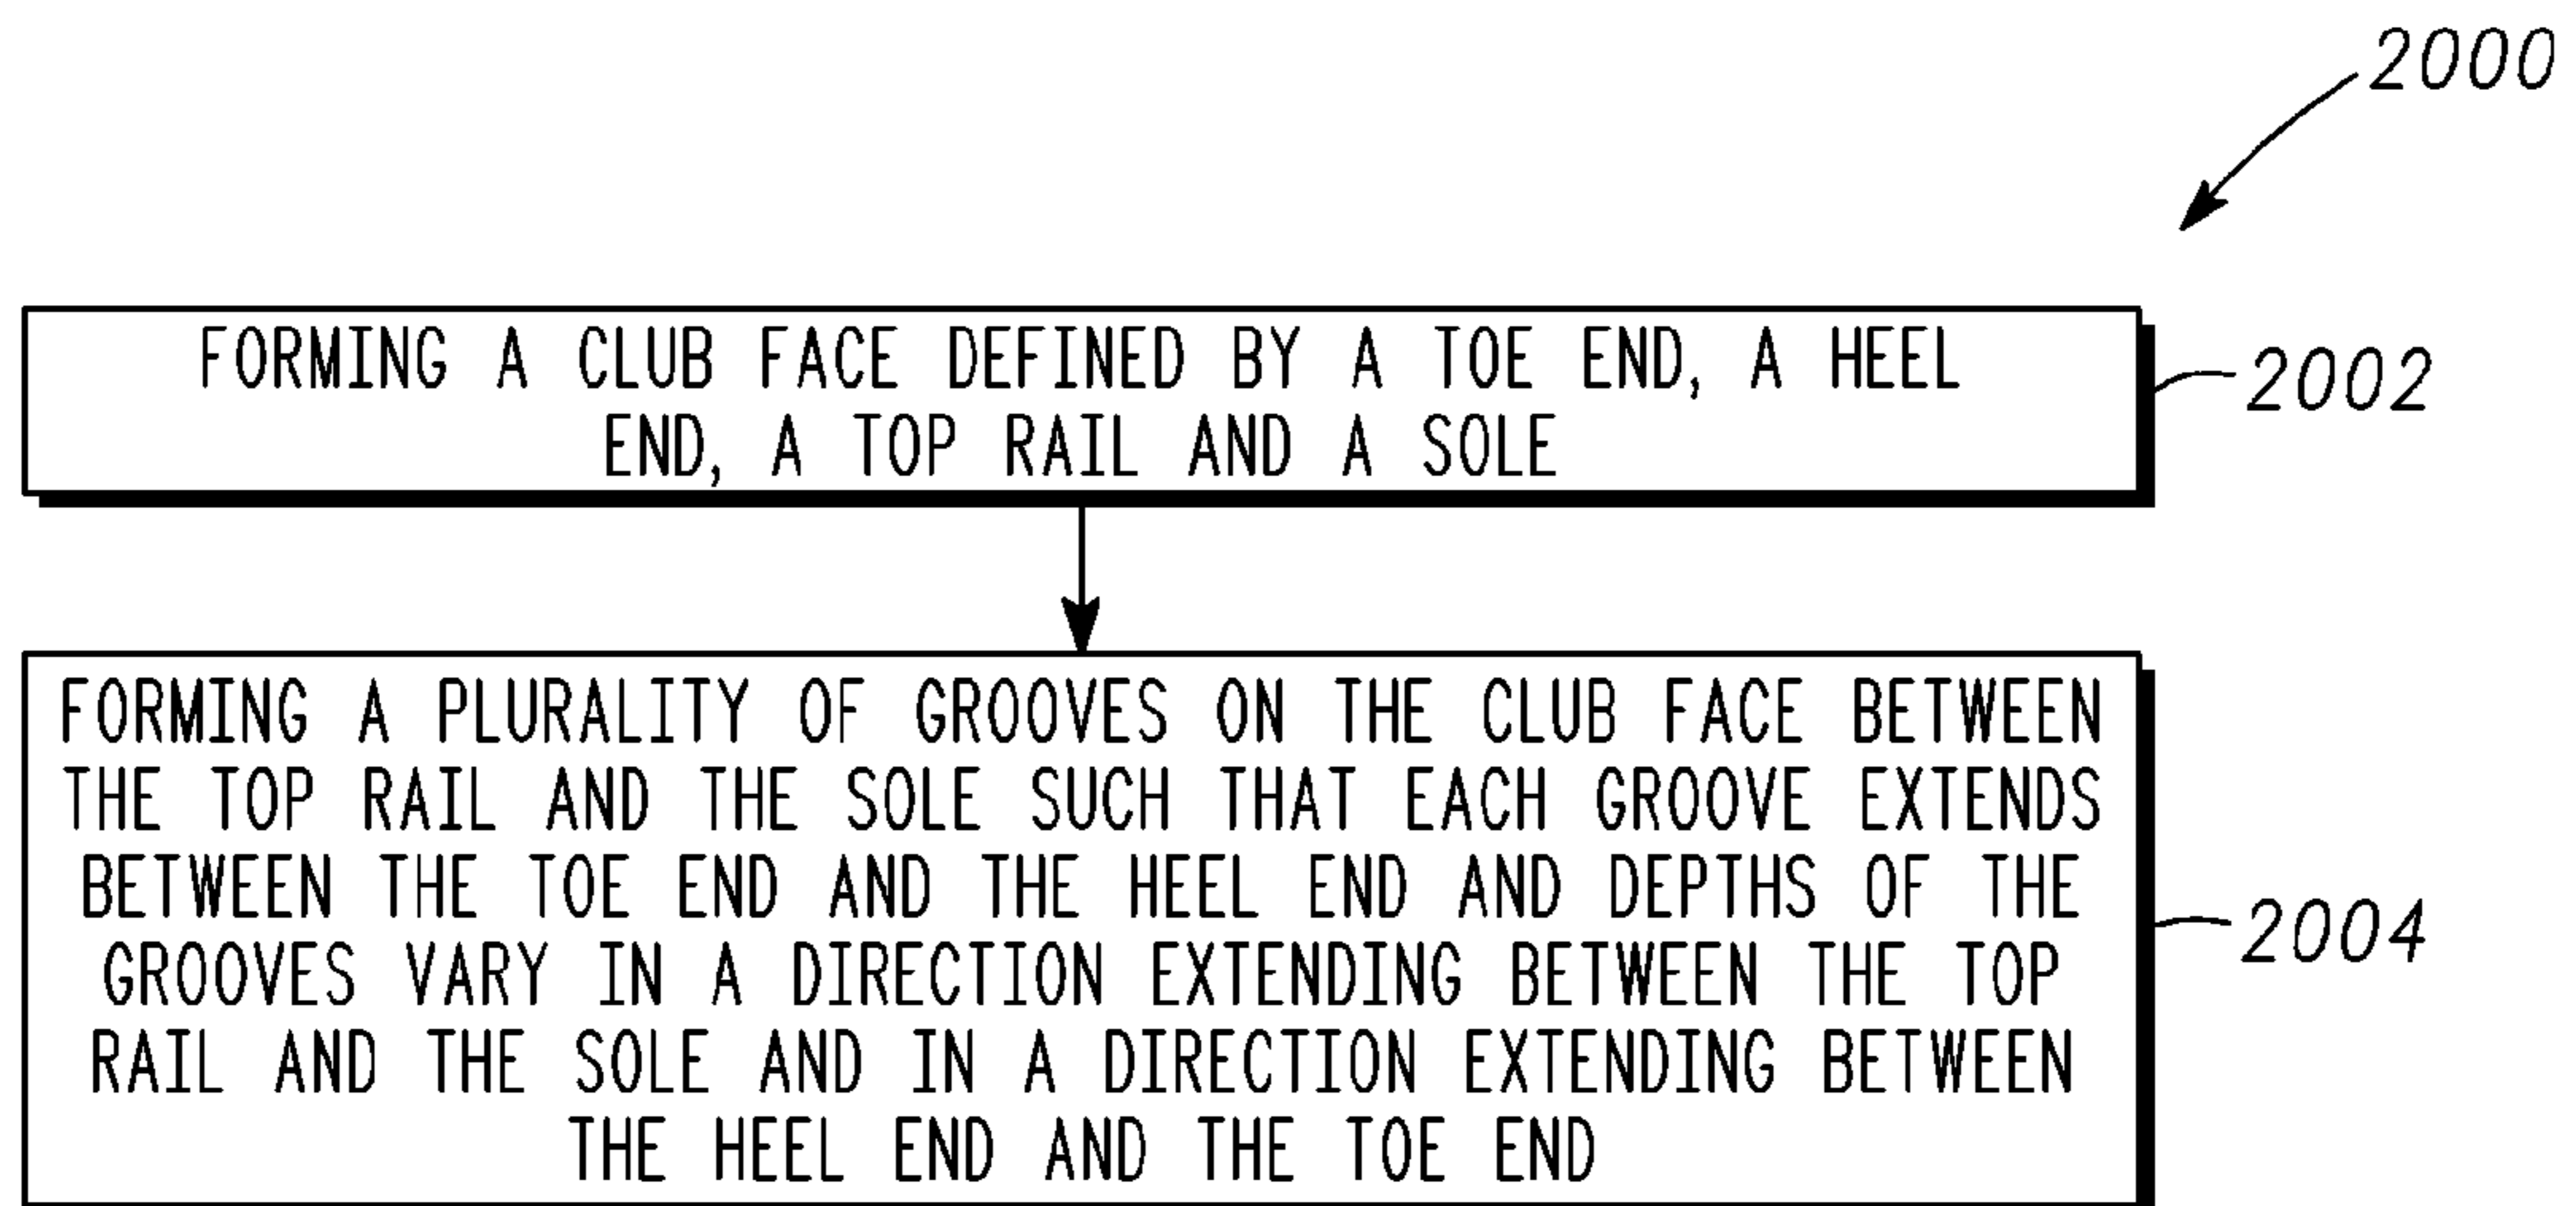 2000
FORMING A CLUB FACE DEFINED BY A TOE END, A HEEL
END, A TOP RAIL AND A SOLE
2002
FORMING A PLURALITY OF GROOVES ON THE CLUB FACE BETWEEN
THE TOP RAIL AND THE SOLE SUCH THAT EACH GROOVE EXTENDS
BETWEEN THE TOE END AND THE HEEL END AND DEPTHS OF THE
GROOVES VARY IN A DIRECTION EXTENDING BETWEEN THE TOP
RAIL AND THE SOLE AND IN A DIRECTION EXTENDING BETWEEN
THE HEEL END AND THE TOE END
2004